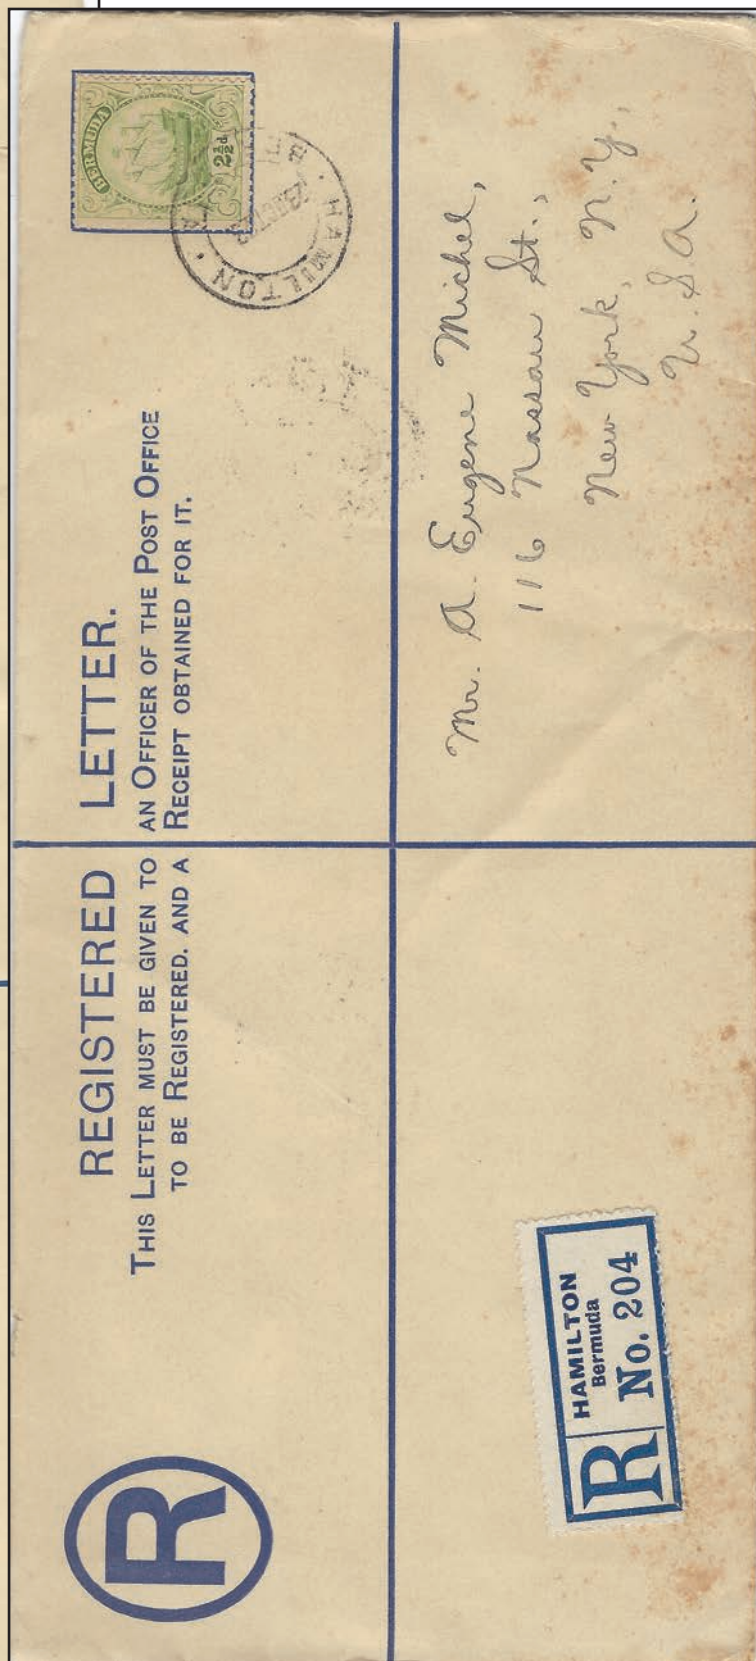 REGISTERED LETTER.
THIS LETTER MUST BE GIVEN TO AN OFFICER OF THE POST OFFICE
TO BE REGISTERED. AND A RECEIPT OBTAINED FOR IT.
R
BERMUDA
2½d
HAMILTON
Mr. A. Eugene Michel,
116 Nassau St.,
New York, N.Y.,
U.S.A.
R
HAMILTON
Bermuda
No. 204